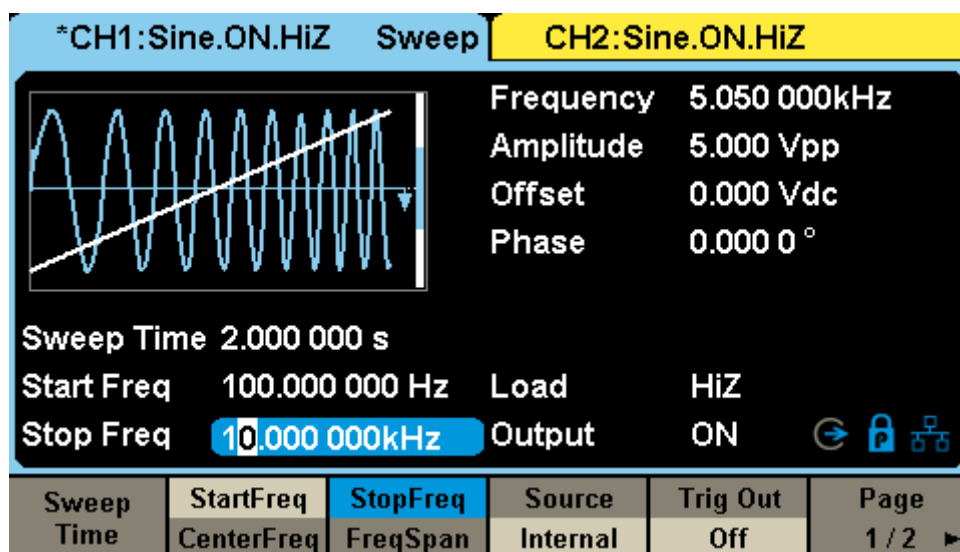 *CH1:Sine.ON.HiZ Sweep CH2:Sine.ON.HiZ
Frequency 5.050 000kHz
Amplitude 5.000 Vpp
Offset 0.000 Vdc
Phase 0.000 0 °
Sweep Time 2.000 000 s
Start Freq 100.000 000 Hz Load HiZ
Stop Freq 10.000 000kHz Output ON
Sweep Time
StartFreq CenterFreq
StopFreq FreqSpan
Source Internal
Trig Out Off
Page 1/2